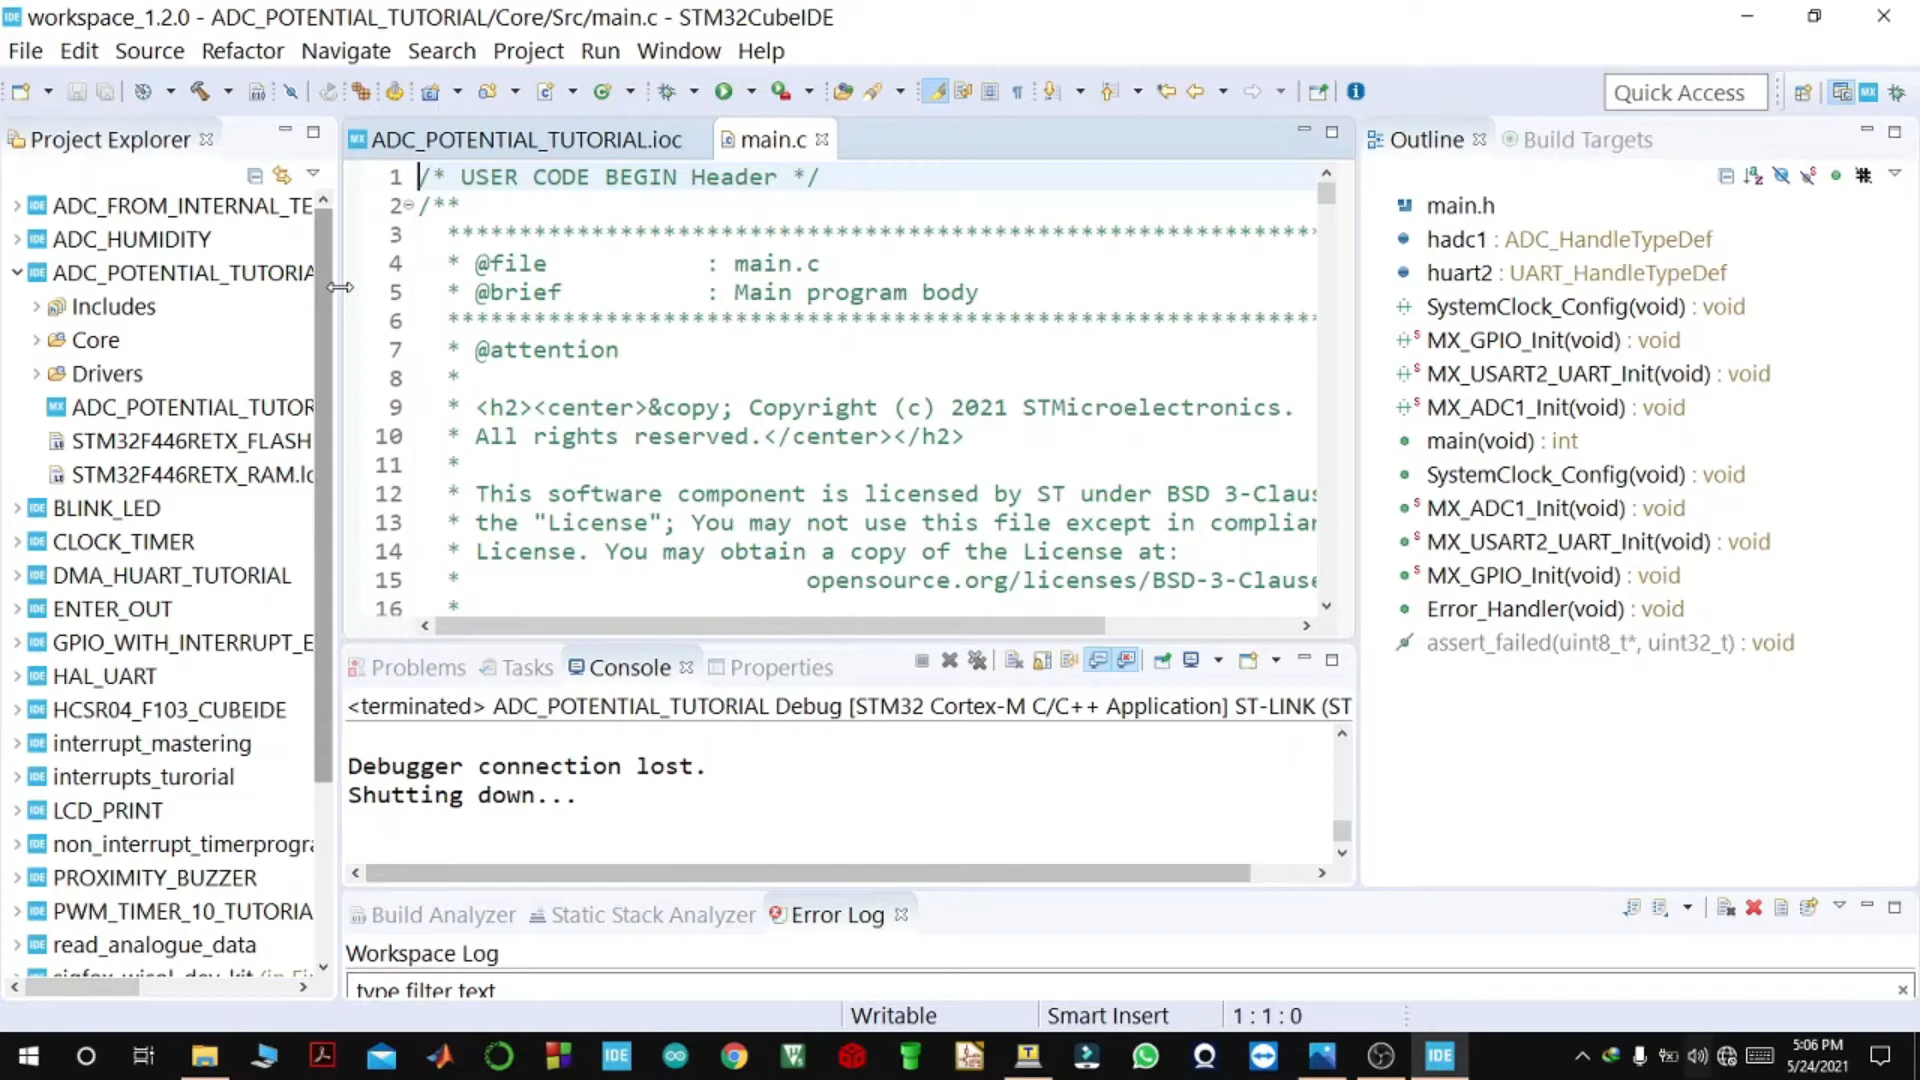 workspace_1.2.0 - ADC_POTENTIAL_TUTORIAL/Core/Src/main.c - STM32CubeIDE
File Edit Source Refactor Navigate Search Project Run Window Help
Quick Access
Project Explorer
ADC_FROM_INTERNAL_TE
ADC_HUMIDITY
ADC_POTENTIAL_TUTORIA
Includes
Core
Drivers
ADC_POTENTIAL_TUTOR
STM32F446RETX_FLASH
STM32F446RETX_RAM.lc
BLINK_LED
CLOCK_TIMER
DMA_HUART_TUTORIAL
ENTER_OUT
GPIO_WITH_INTERRUPT_E
HAL_UART
HCSR04_F103_CUBEIDE
interrupt_mastering
interrupts_turorial
LCD_PRINT
non_interrupt_timerprogra
PROXIMITY_BUZZER
PWM_TIMER_10_TUTORIA
read_analogue_data
ADC_POTENTIAL_TUTORIAL.ioc main.c
1 /* USER CODE BEGIN Header */
2 /**
3 ************************************************************
4 * @file : main.c
5 * @brief : Main program body
6 ************************************************************
7 * @attention
8 *
9 * <h2><center>&copy; Copyright (c) 2021 STMicroelectronics.
10 * All rights reserved.</center></h2>
11 *
12 * This software component is licensed by ST under BSD 3-Claus
13 * the "License"; You may not use this file except in complian
14 * License. You may obtain a copy of the License at:
15 * opensource.org/licenses/BSD-3-Clause
16 *
Problems Tasks Console Properties
<terminated> ADC_POTENTIAL_TUTORIAL Debug [STM32 Cortex-M C/C++ Application] ST-LINK (ST
Debugger connection lost.
Shutting down...
Build Analyzer Static Stack Analyzer Error Log
Workspace Log
type filter text
Outline Build Targets
main.h
hadc1 : ADC_HandleTypeDef
huart2 : UART_HandleTypeDef
SystemClock_Config(void) : void
MX_GPIO_Init(void) : void
MX_USART2_UART_Init(void) : void
MX_ADC1_Init(void) : void
main(void) : int
SystemClock_Config(void) : void
MX_ADC1_Init(void) : void
MX_USART2_UART_Init(void) : void
MX_GPIO_Init(void) : void
Error_Handler(void) : void
assert_failed(uint8_t*, uint32_t) : void
Writable Smart Insert 1 : 1 : 0
5:06 PM
5/24/2021